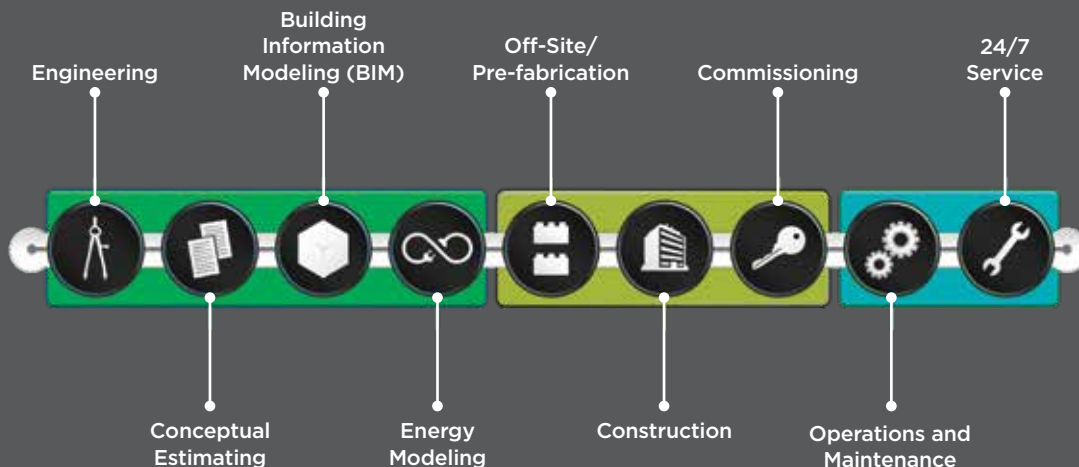 Engineering
Building
Information
Modeling (BIM)
Off-Site/
Pre-fabrication
Commissioning
24/7
Service
Conceptual
Estimating
Energy
Modeling
Construction
Operations and
Maintenance